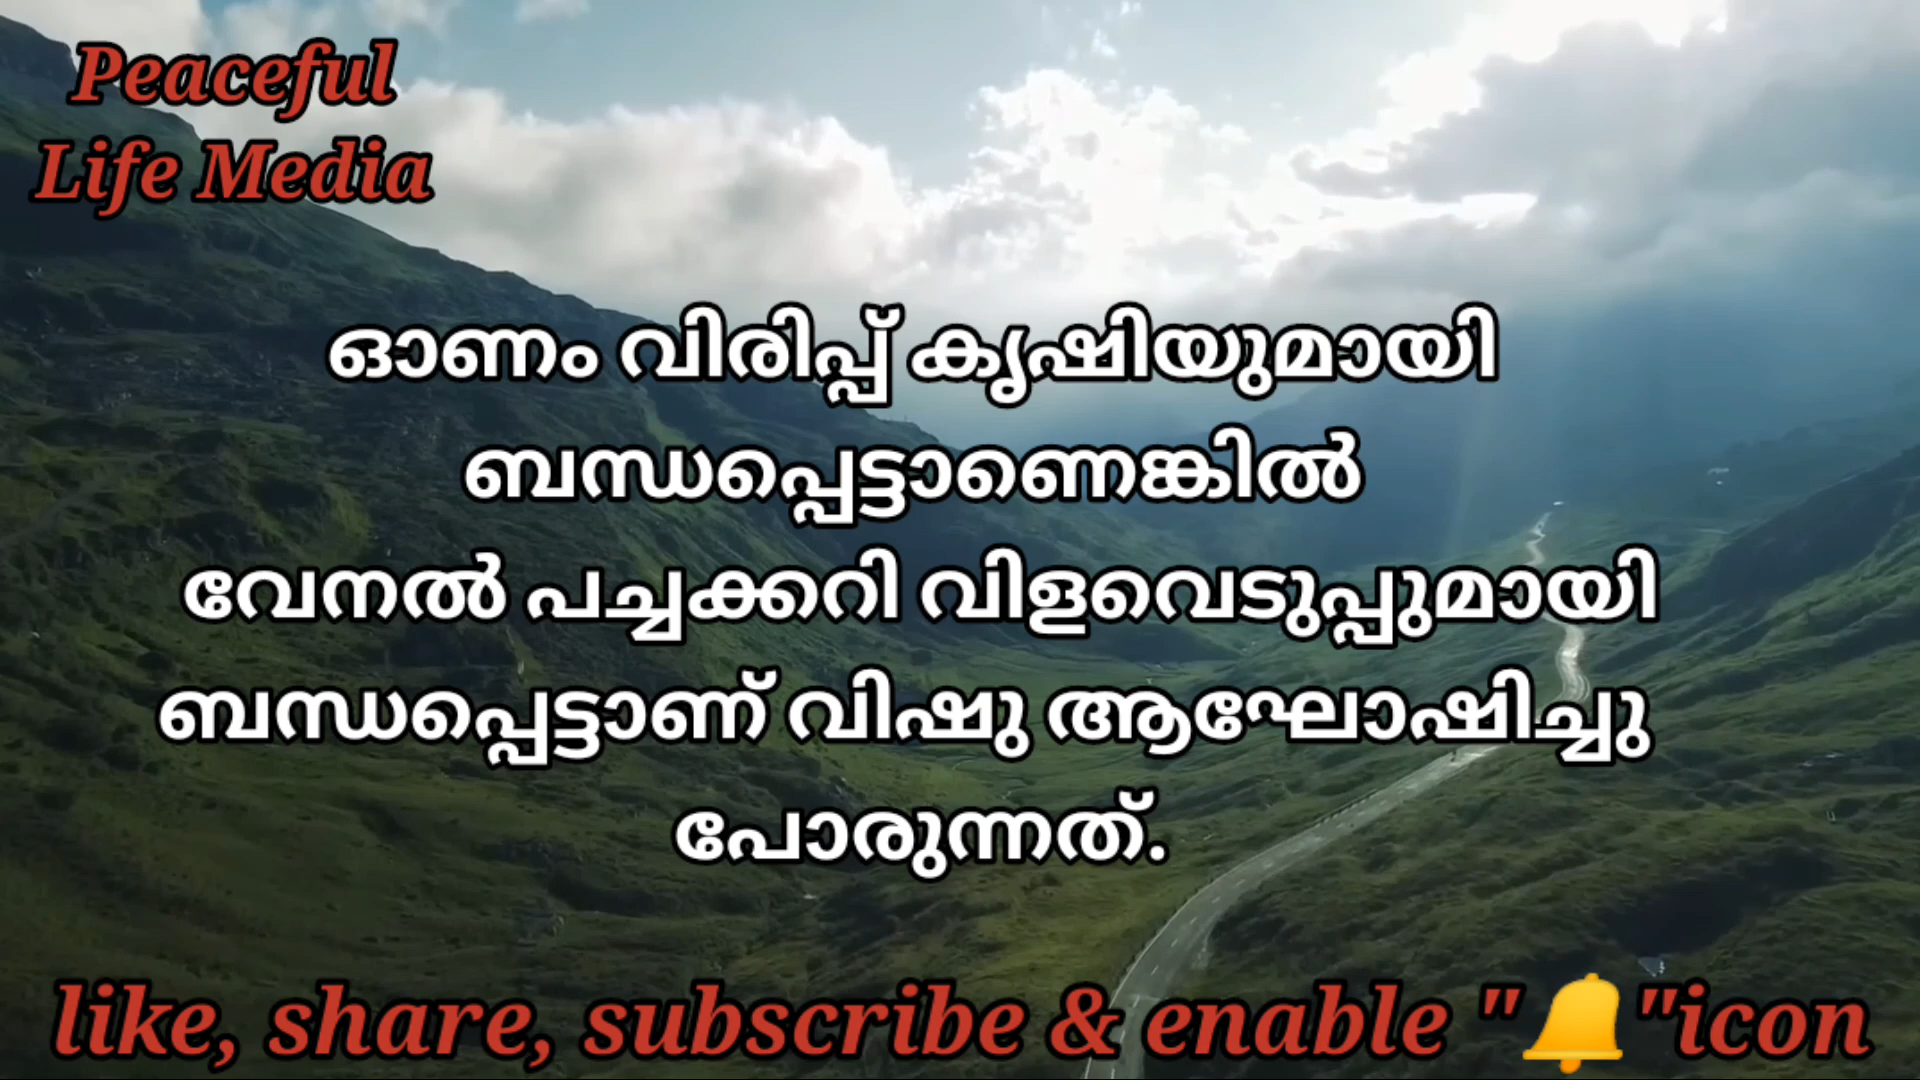 Peaceful
Life Media
ഓണം വിരിപ്പ് കൃഷിയുമായി
ബന്ധപ്പെട്ടാണെങ്കിൽ
വേനൽ പച്ചക്കറി വിളവെടുപ്പുമായി
ബന്ധപ്പെട്ടാണ് വിഷു ആഘോഷിച്ചു
പോരുന്നത്.
like, share, subscribe & enable "🔔"icon